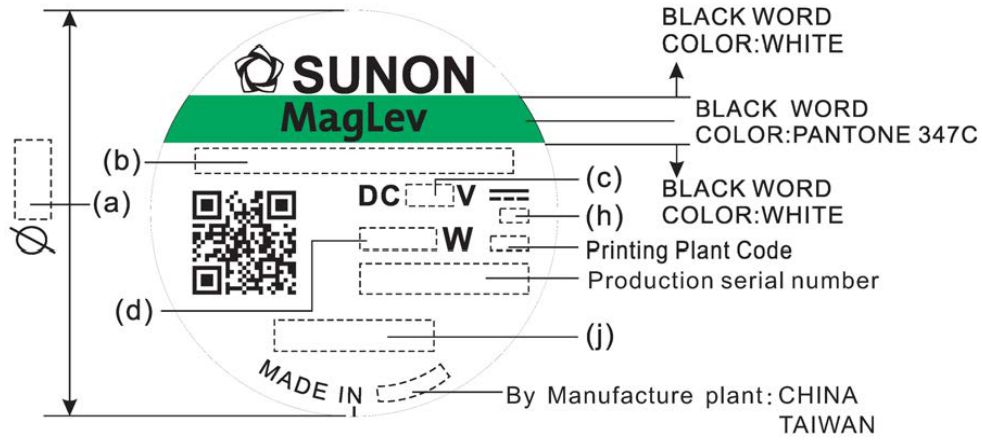 BLACK WORD
COLOR:WHITE
SUNON
MagLev
BLACK WORD
COLOR:PANTONE 347C
(b)
(a)
Ø
DC V
(c)
BLACK WORD
COLOR:WHITE
(h)
W
Printing Plant Code
Production serial number
(d)
(j)
MADE IN
By Manufacture plant: CHINA
TAIWAN